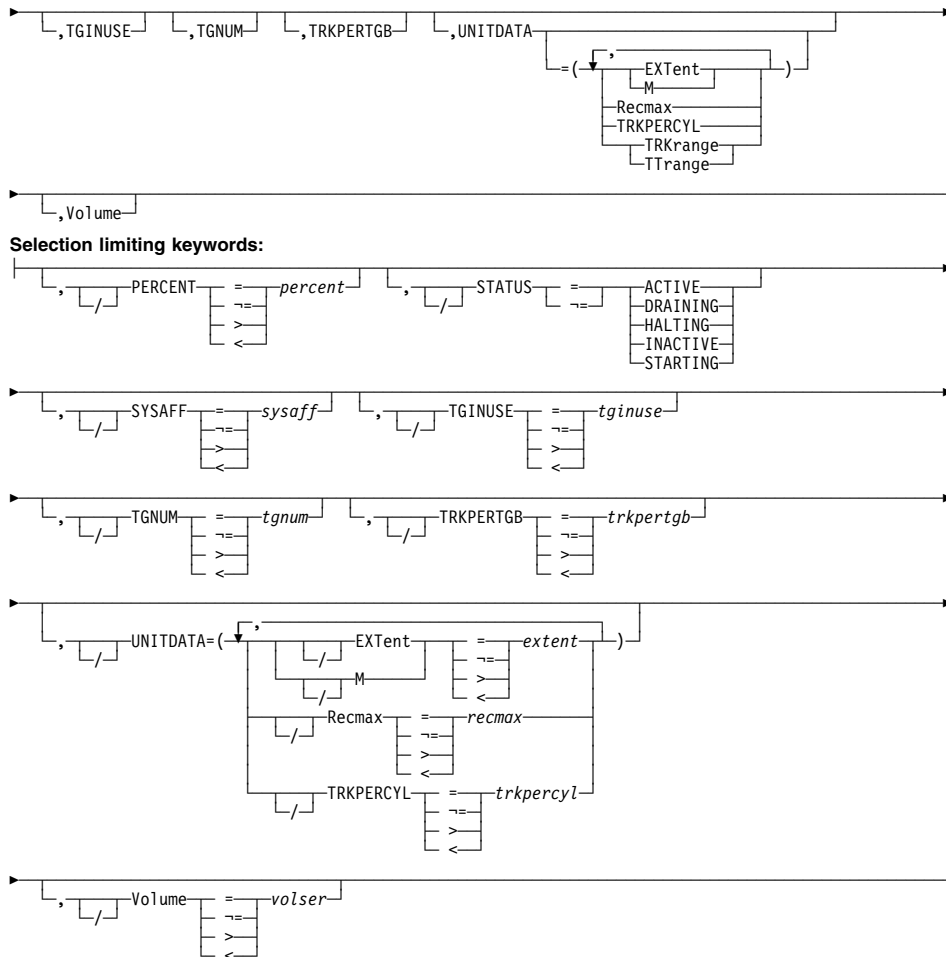 ,TGINUSE ,TGNUM ,TRKPERTGB ,UNITDATA
,
=( EXTent )
M
Recmax
TRKPERCYL
TRKrange
TTrange
,Volume
Selection limiting keywords:
, / PERCENT = percent , / STATUS = ACTIVE
¬= ¬= DRAINING
> HALTING
< INACTIVE
STARTING
, / SYSAFF = sysaff , / TGINUSE = tginuse
¬= ¬=
> >
< <
, / TGNUM = tgnum , / TRKPERTGB = trkpertgb
¬= ¬=
> >
< <
,
, / UNITDATA=( / EXTent = extent )
/ M ¬=
>
<
/ Recmax = recmax
¬=
>
<
/ TRKPERCYL = trkpercyl
¬=
>
<
, / Volume = volser
¬=
>
<